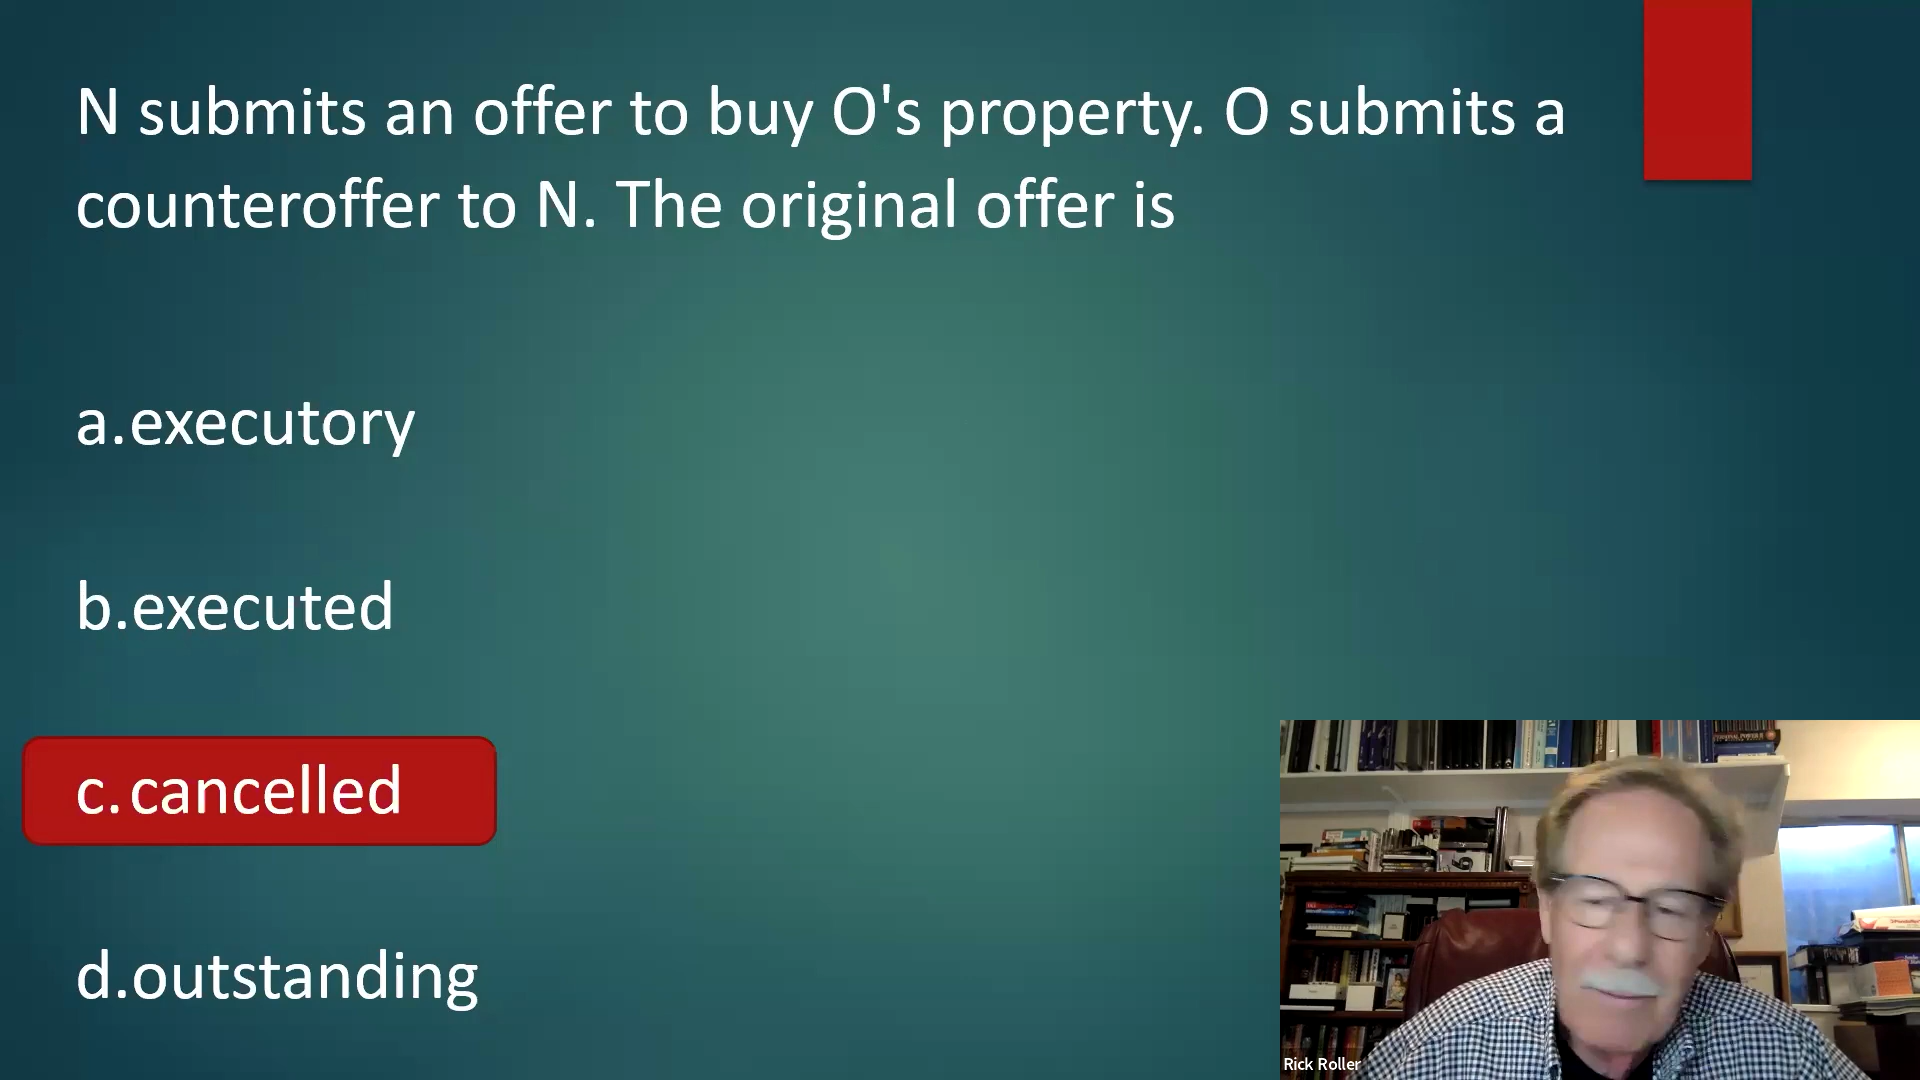 N submits an offer to buy O's property. O submits a
counteroffer to N. The original offer is
a.executory
b.executed
c.cancelled
d.outstanding
Rick Roller